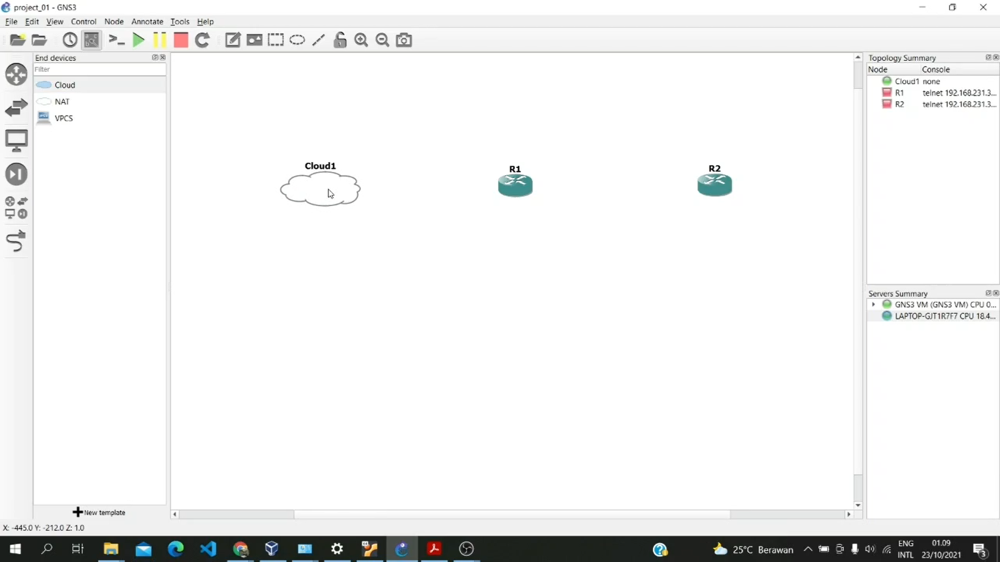 project_01 - GNS3
File Edit View Control Node Annotate Tools Help
End devices
Filter
Cloud
NAT
VPCS
New template
Cloud1
R1
R2
Topology Summary
Node Console
Cloud1 none
R1 telnet 192.168.231.3...
R2 telnet 192.168.231.3...
Servers Summary
GNS3 VM (GNS3 VM) CPU 0...
LAPTOP-GJT1R7F7 CPU 18.4...
X: -445.0 Y: -212.0 Z: 1.0
25°C Berawan
ENG
INTL
01.09
23/10/2021
3